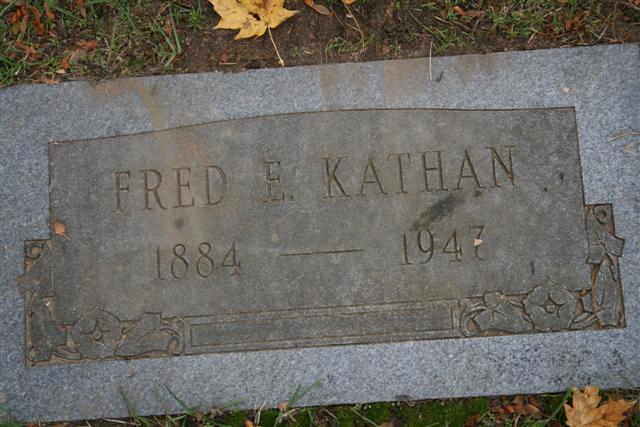 FRED E. KATHAN
1884 — 1947